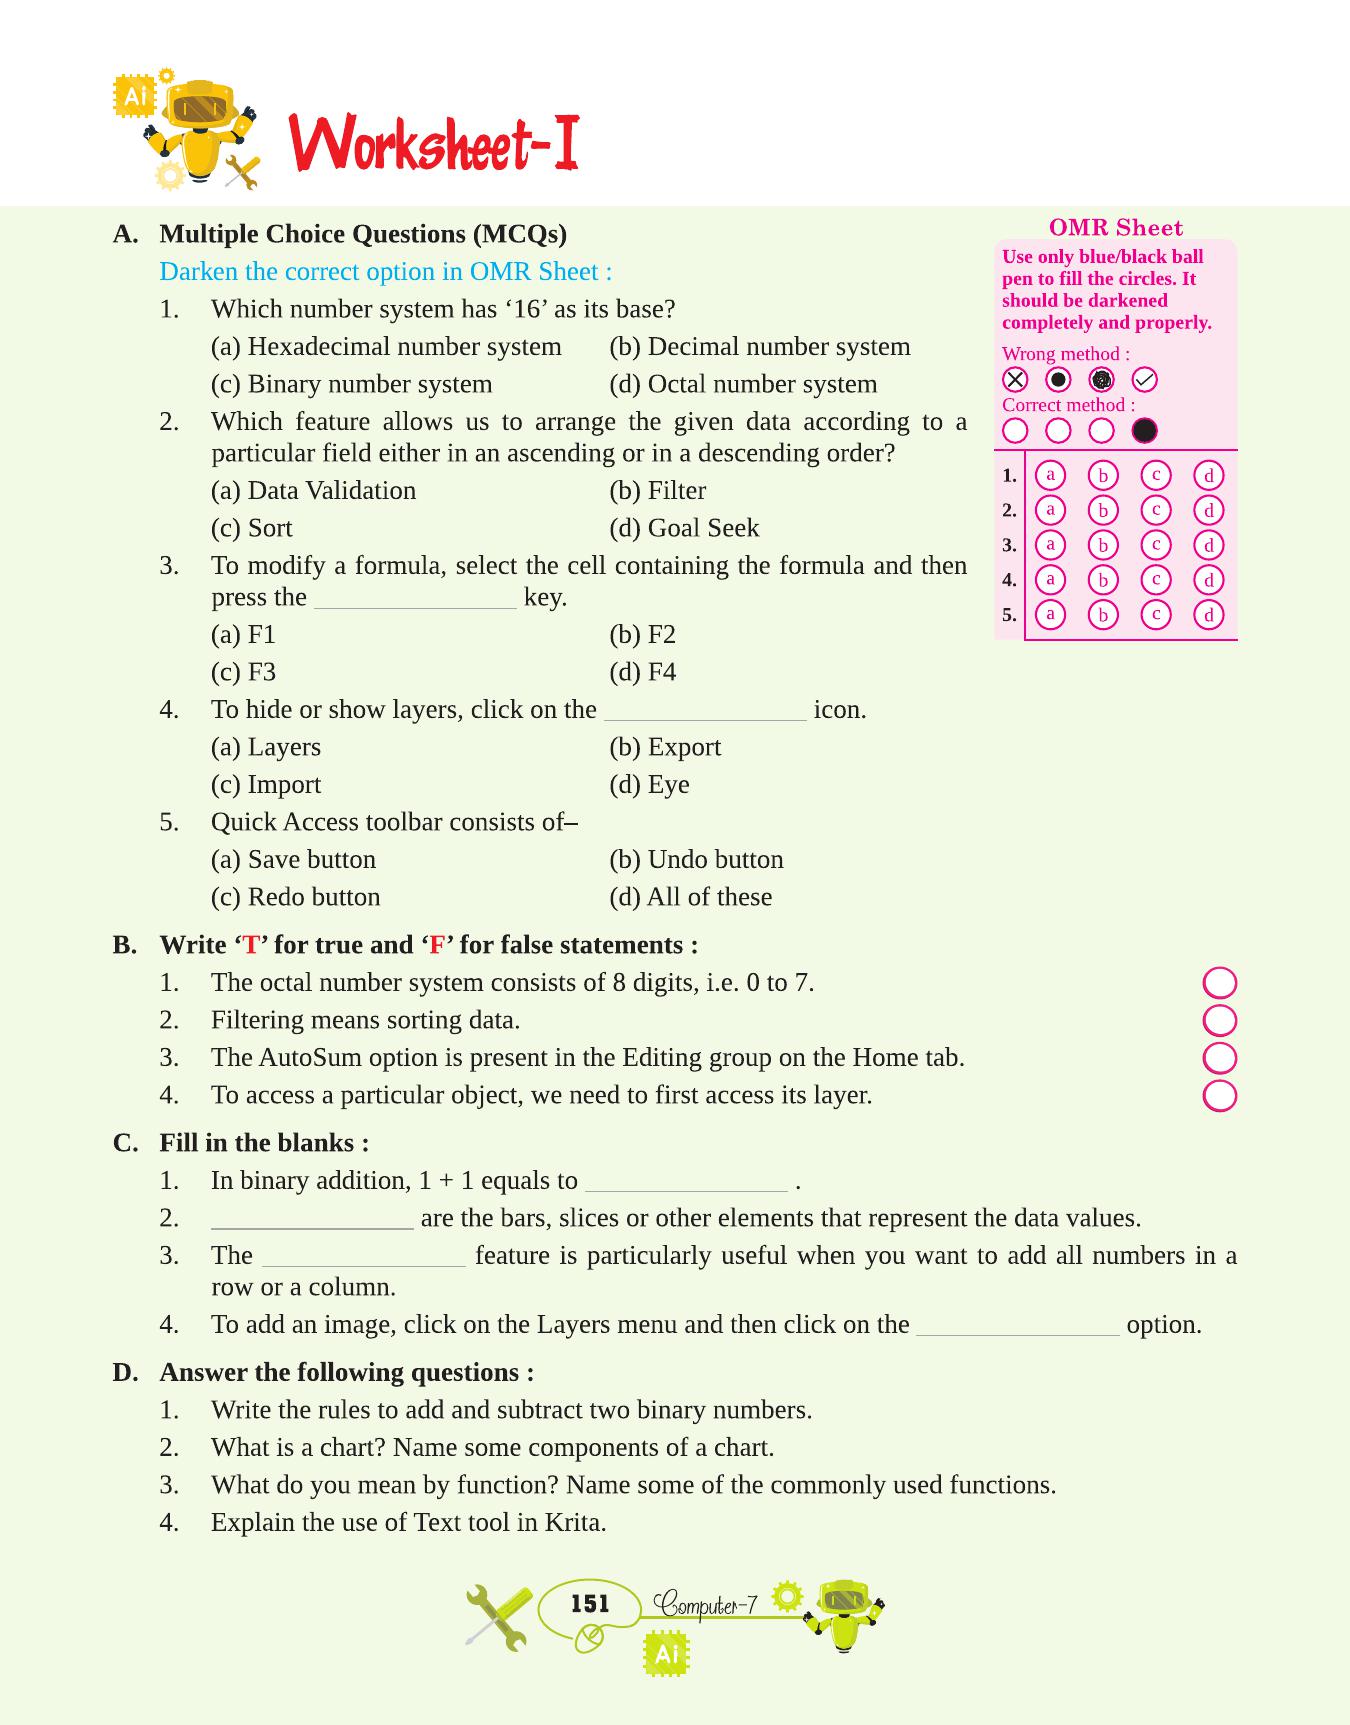 Ai
Worksheet-I
A. Multiple Choice Questions (MCQs)
Darken the correct option in OMR Sheet :
1. Which number system has ‘16’ as its base?
(a) Hexadecimal number system (b) Decimal number system
(c) Binary number system (d) Octal number system
2. Which feature allows us to arrange the given data according to a
particular field either in an ascending or in a descending order?
(a) Data Validation (b) Filter
(c) Sort (d) Goal Seek
3. To modify a formula, select the cell containing the formula and then
press the _______________ key.
(a) F1 (b) F2
(c) F3 (d) F4
4. To hide or show layers, click on the _______________ icon.
(a) Layers (b) Export
(c) Import (d) Eye
5. Quick Access toolbar consists of–
(a) Save button (b) Undo button
(c) Redo button (d) All of these
OMR Sheet
Use only blue/black ball
pen to fill the circles. It
should be darkened
completely and properly.
Wrong method :
Correct method :
1. a b c d
2. a b c d
3. a b c d
4. a b c d
5. a b c d
B. Write ‘T’ for true and ‘F’ for false statements :
1. The octal number system consists of 8 digits, i.e. 0 to 7.
2. Filtering means sorting data.
3. The AutoSum option is present in the Editing group on the Home tab.
4. To access a particular object, we need to first access its layer.
C. Fill in the blanks :
1. In binary addition, 1 + 1 equals to _______________ .
2. _______________ are the bars, slices or other elements that represent the data values.
3. The _______________ feature is particularly useful when you want to add all numbers in a
row or a column.
4. To add an image, click on the Layers menu and then click on the _______________ option.
D. Answer the following questions :
1. Write the rules to add and subtract two binary numbers.
2. What is a chart? Name some components of a chart.
3. What do you mean by function? Name some of the commonly used functions.
4. Explain the use of Text tool in Krita.
151 Computer-7
Ai